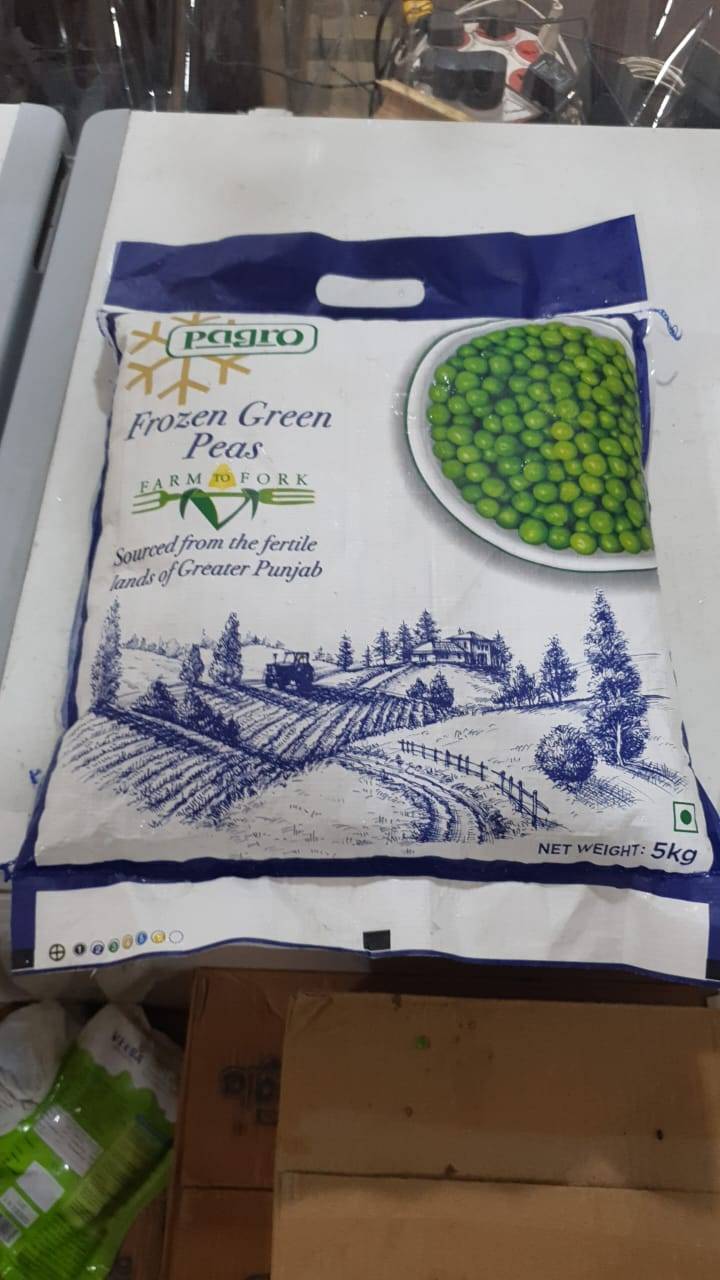 pagro
Frozen Green
Peas
FARM TO FORK
Sourced from the fertile
lands of Greater Punjab
NET WEIGHT: 5kg